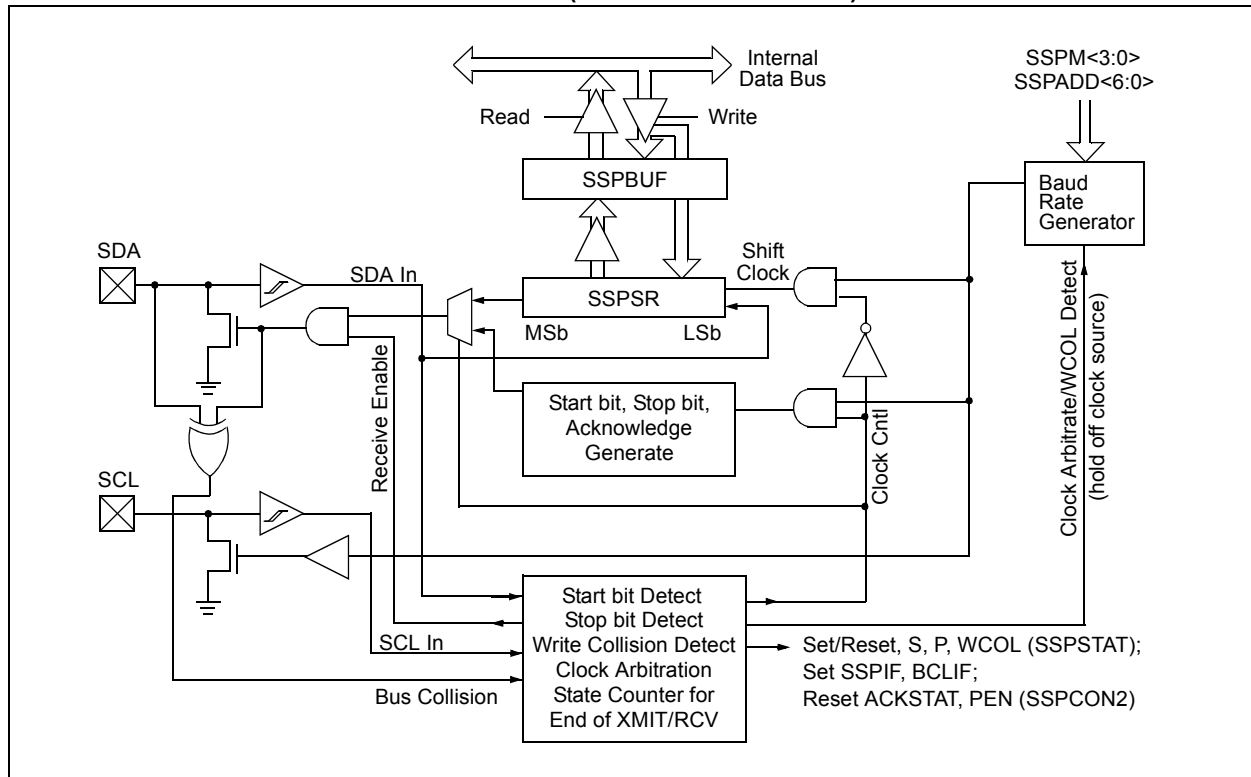 Internal
Data Bus
SSPM<3:0>
SSPADD<6:0>
Read
Write
SSPBUF
Baud
Rate
Generator
SDA
SDA In
Shift
Clock
SSPSR
MSb
LSb
Start bit, Stop bit,
Acknowledge
Generate
Receive Enable
Clock Cntl
Clock Arbitrate/WCOL Detect
(hold off clock source)
SCL
SCL In
Bus Collision
Start bit Detect
Stop bit Detect
Write Collision Detect
Clock Arbitration
State Counter for
End of XMIT/RCV
Set/Reset, S, P, WCOL (SSPSTAT);
Set SSPIF, BCLIF;
Reset ACKSTAT, PEN (SSPCON2)